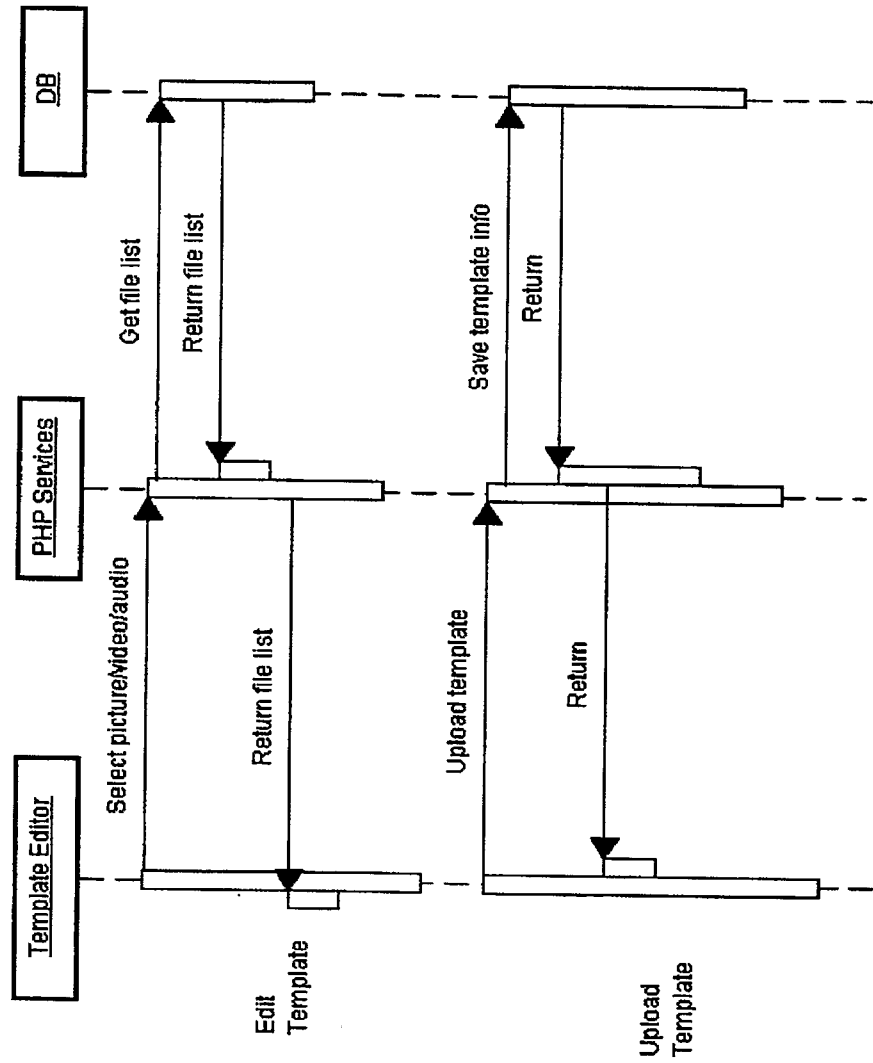 Template Editor
PHP Services
DB
Edit
Template
Select picture/video/audio
Get file list
Return file list
Return file list
Upload
Template
Upload template
Save template info
Return
Return